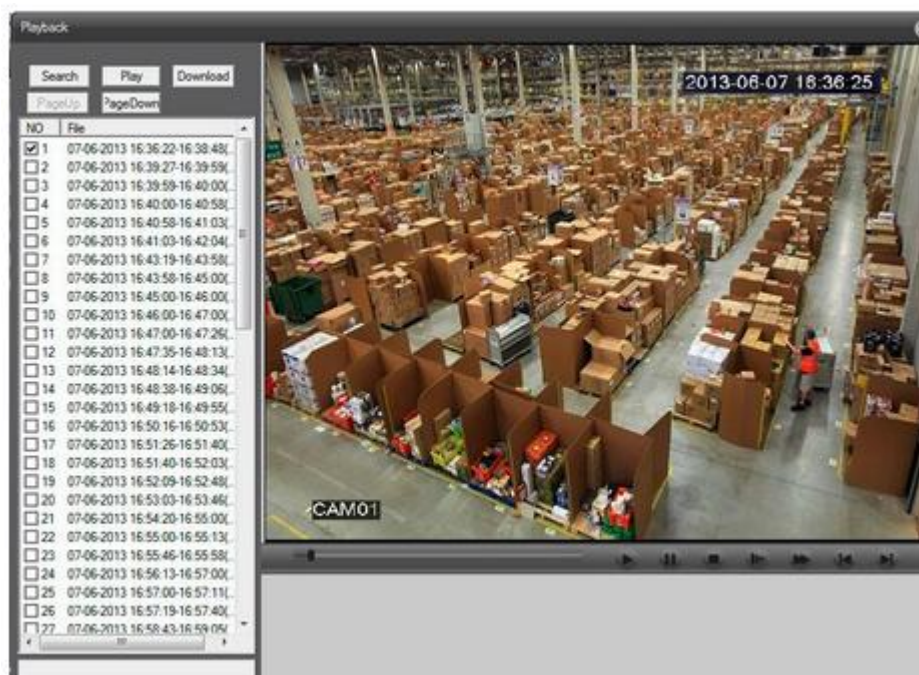 Playback
Search Play Download
PageUp PageDown
NO File
1 07-06-2013 16:36:22-16:38:48(..
2 07-06-2013 16:39:27-16:39:59(..
3 07-06-2013 16:39:59-16:40:00(..
4 07-06-2013 16:40:00-16:40:58(..
5 07-06-2013 16:40:58-16:41:03(..
6 07-06-2013 16:41:03-16:42:04(..
7 07-06-2013 16:43:19-16:43:58(..
8 07-06-2013 16:43:58-16:45:00(..
9 07-06-2013 16:45:00-16:46:00(..
10 07-06-2013 16:46:00-16:47:00(..
11 07-06-2013 16:47:00-16:47:26(..
12 07-06-2013 16:47:35-16:48:13(..
13 07-06-2013 16:48:14-16:48:34(..
14 07-06-2013 16:48:38-16:49:06(..
15 07-06-2013 16:49:18-16:49:55(..
16 07-06-2013 16:50:16-16:50:53(..
17 07-06-2013 16:51:26-16:51:40(..
18 07-06-2013 16:51:40-16:52:03(..
19 07-06-2013 16:52:09-16:52:48(..
20 07-06-2013 16:53:03-16:53:46(..
21 07-06-2013 16:54:20-16:55:00(..
22 07-06-2013 16:55:00-16:55:13(..
23 07-06-2013 16:55:46-16:55:58(..
24 07-06-2013 16:56:13-16:57:00(..
25 07-06-2013 16:57:00-16:57:11(..
26 07-06-2013 16:57:19-16:57:40(..
27 07-06-2013 16:58:43-16:59:05(
2013-06-07 16:36:25
CAM01